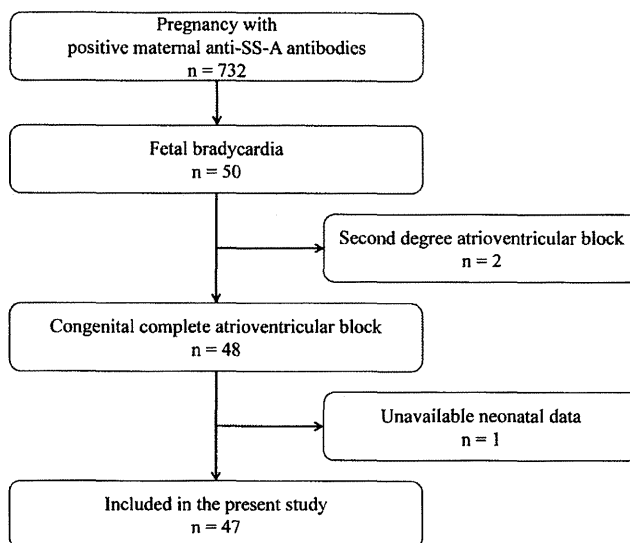 Pregnancy with
positive maternal anti-SS-A antibodies
n = 732
Fetal bradycardia
n = 50
Second degree atrioventricular block
n = 2
Congenital complete atrioventricular block
n = 48
Unavailable neonatal data
n = 1
Included in the present study
n = 47